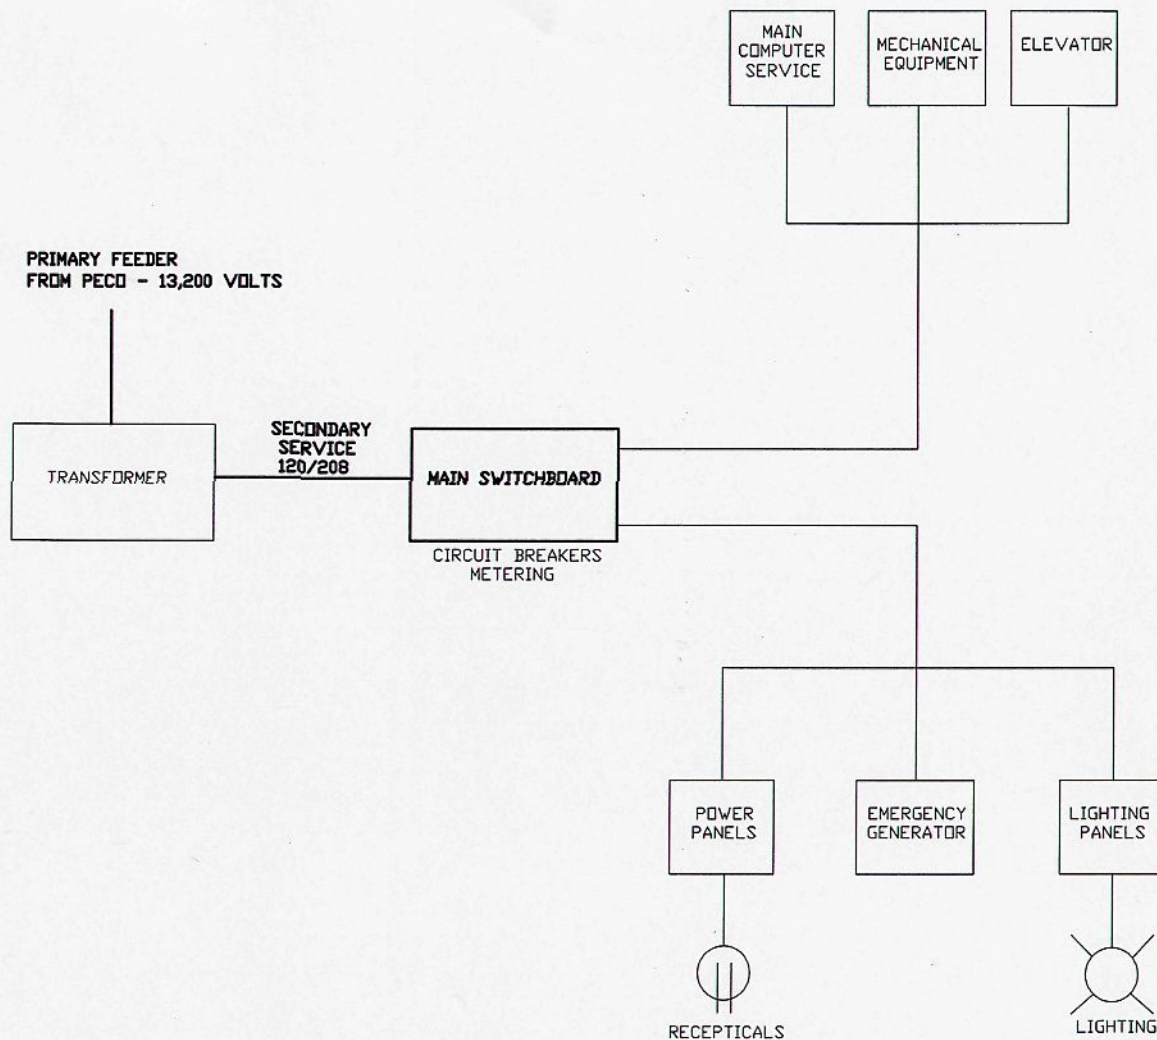 MAIN
COMPUTER
SERVICE
MECHANICAL
EQUIPMENT
ELEVATOR
PRIMARY FEEDER
FROM PECO - 13,200 VOLTS
TRANSFORMER
SECONDARY
SERVICE
120/208
MAIN SWITCHBOARD
CIRCUIT BREAKERS
METERING
POWER
PANELS
EMERGENCY
GENERATOR
LIGHTING
PANELS
RECEPTICALS
LIGHTING